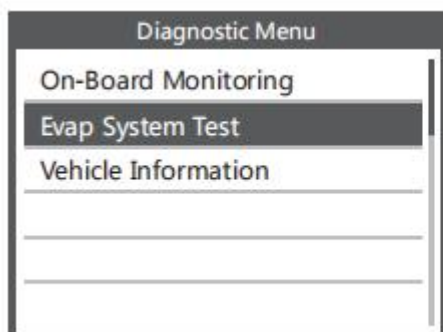 Diagnostic Menu
On-Board Monitoring
Evap System Test
Vehicle Information